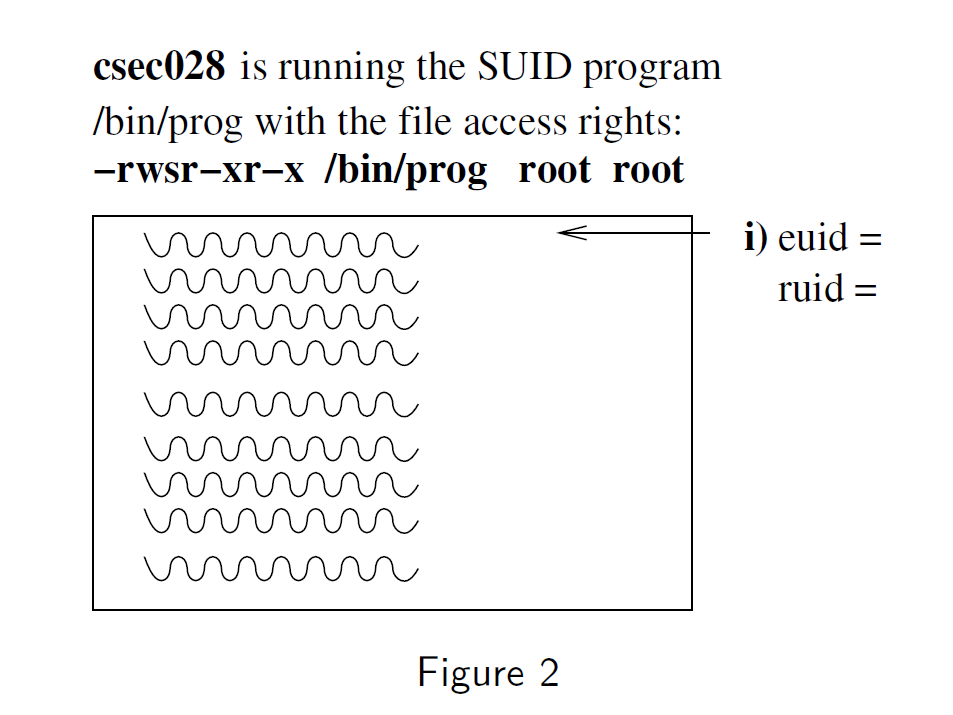 csec028 is running the SUID program
/bin/prog with the file access rights:
−rwsr−xr−x /bin/prog root root
i) euid =
ruid =
Figure 2